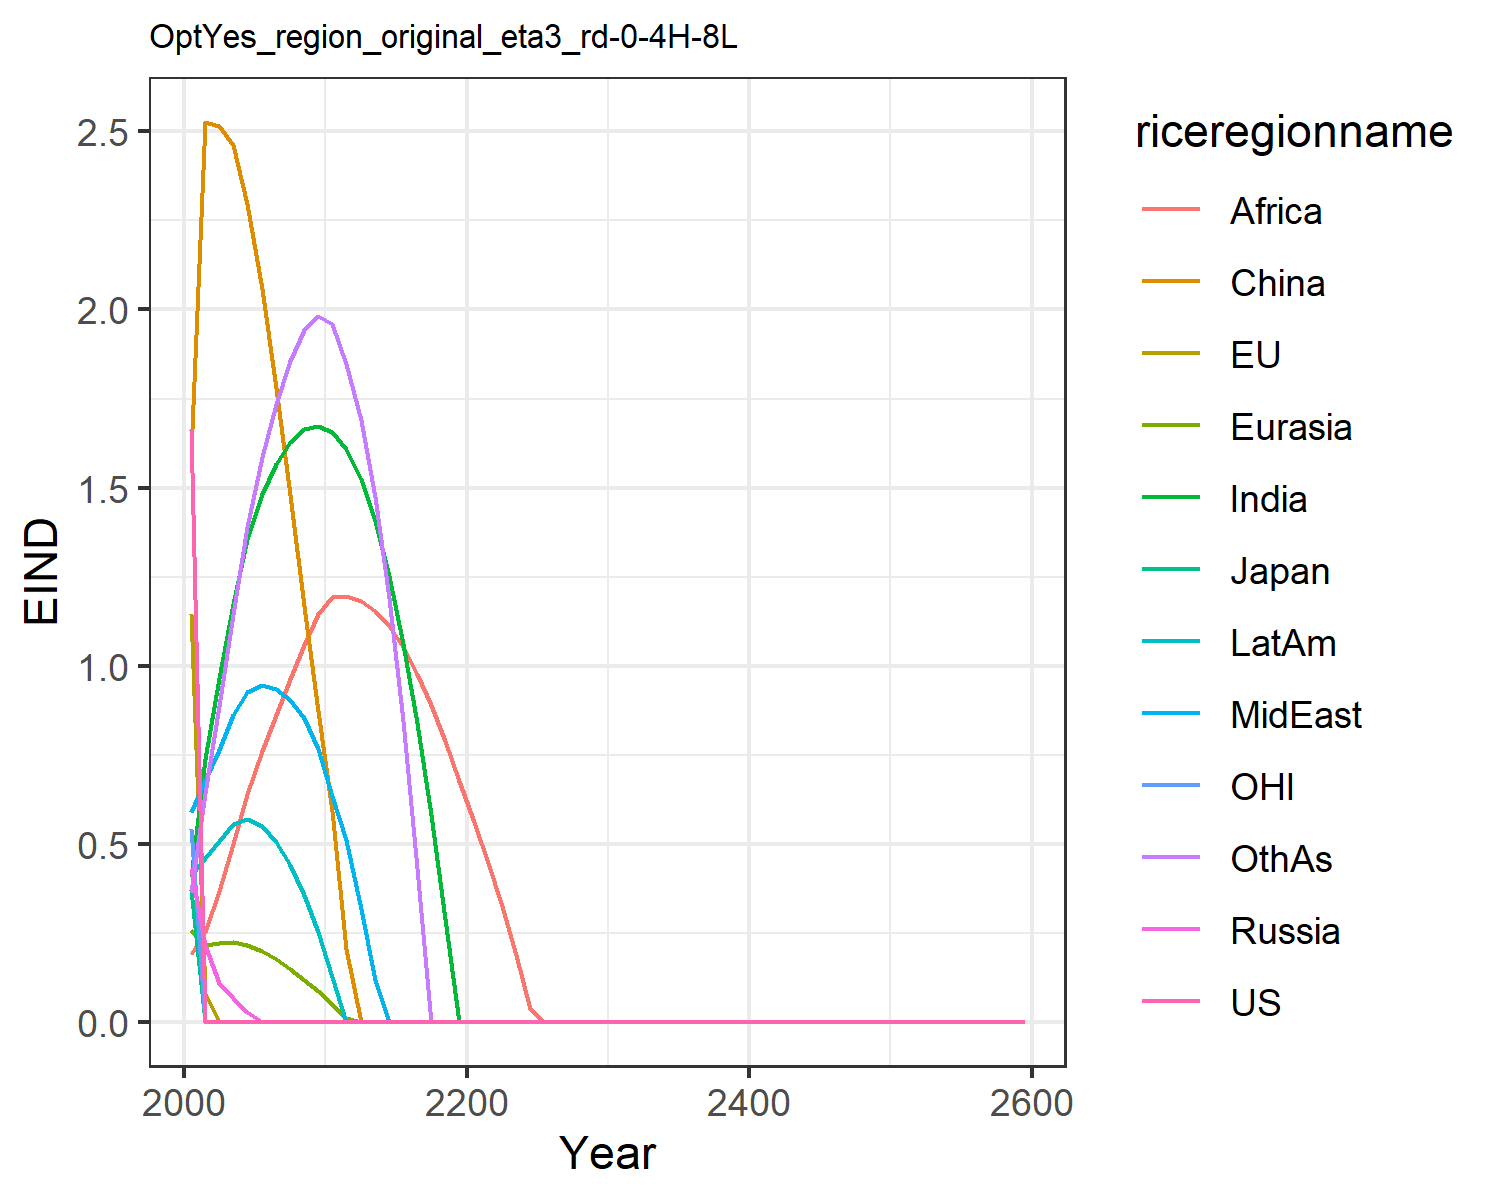 OptYes_region_original_eta3_rd-0-4H-8L
EIND
2.5
2.0
1.5
1.0
0.5
0.0
2000
2200
2400
2600
Year
riceregionname
Africa
China
EU
Eurasia
India
Japan
LatAm
MidEast
OHI
OthAs
Russia
US